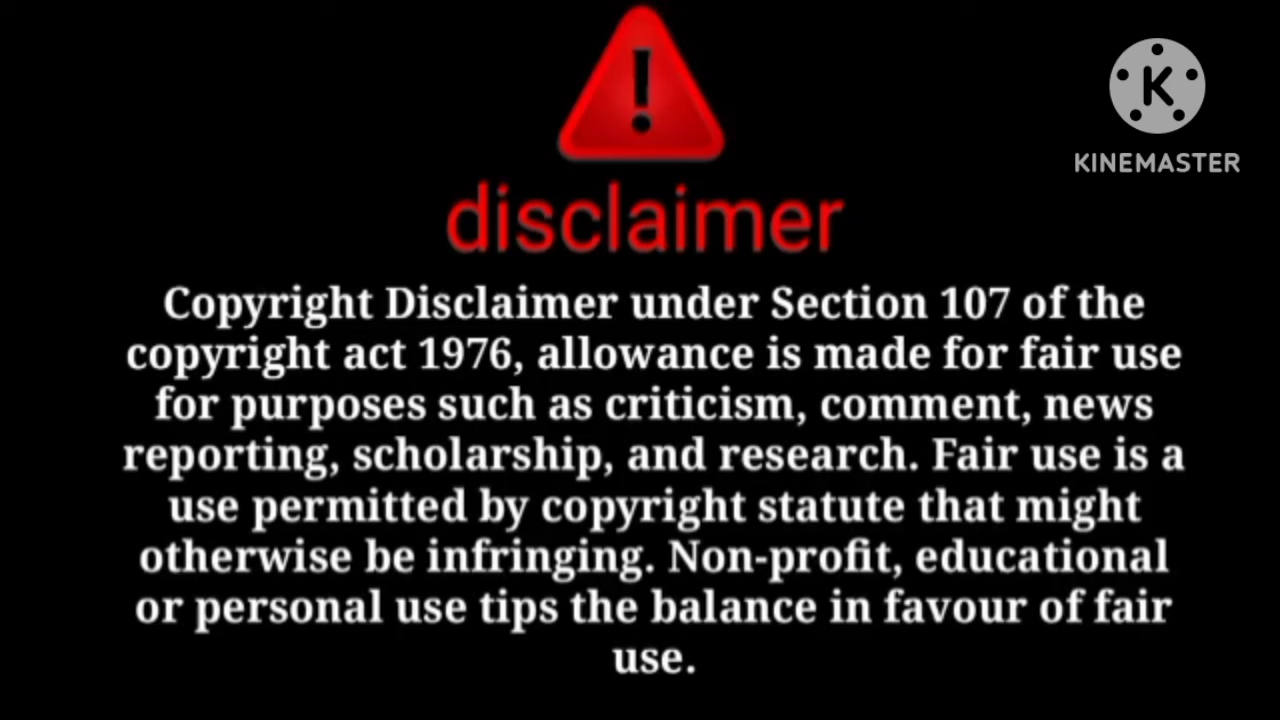 !
K
KINEMASTER
disclaimer
Copyright Disclaimer under Section 107 of the
copyright act 1976, allowance is made for fair use
for purposes such as criticism, comment, news
reporting, scholarship, and research. Fair use is a
use permitted by copyright statute that might
otherwise be infringing. Non-profit, educational
or personal use tips the balance in favour of fair
use.